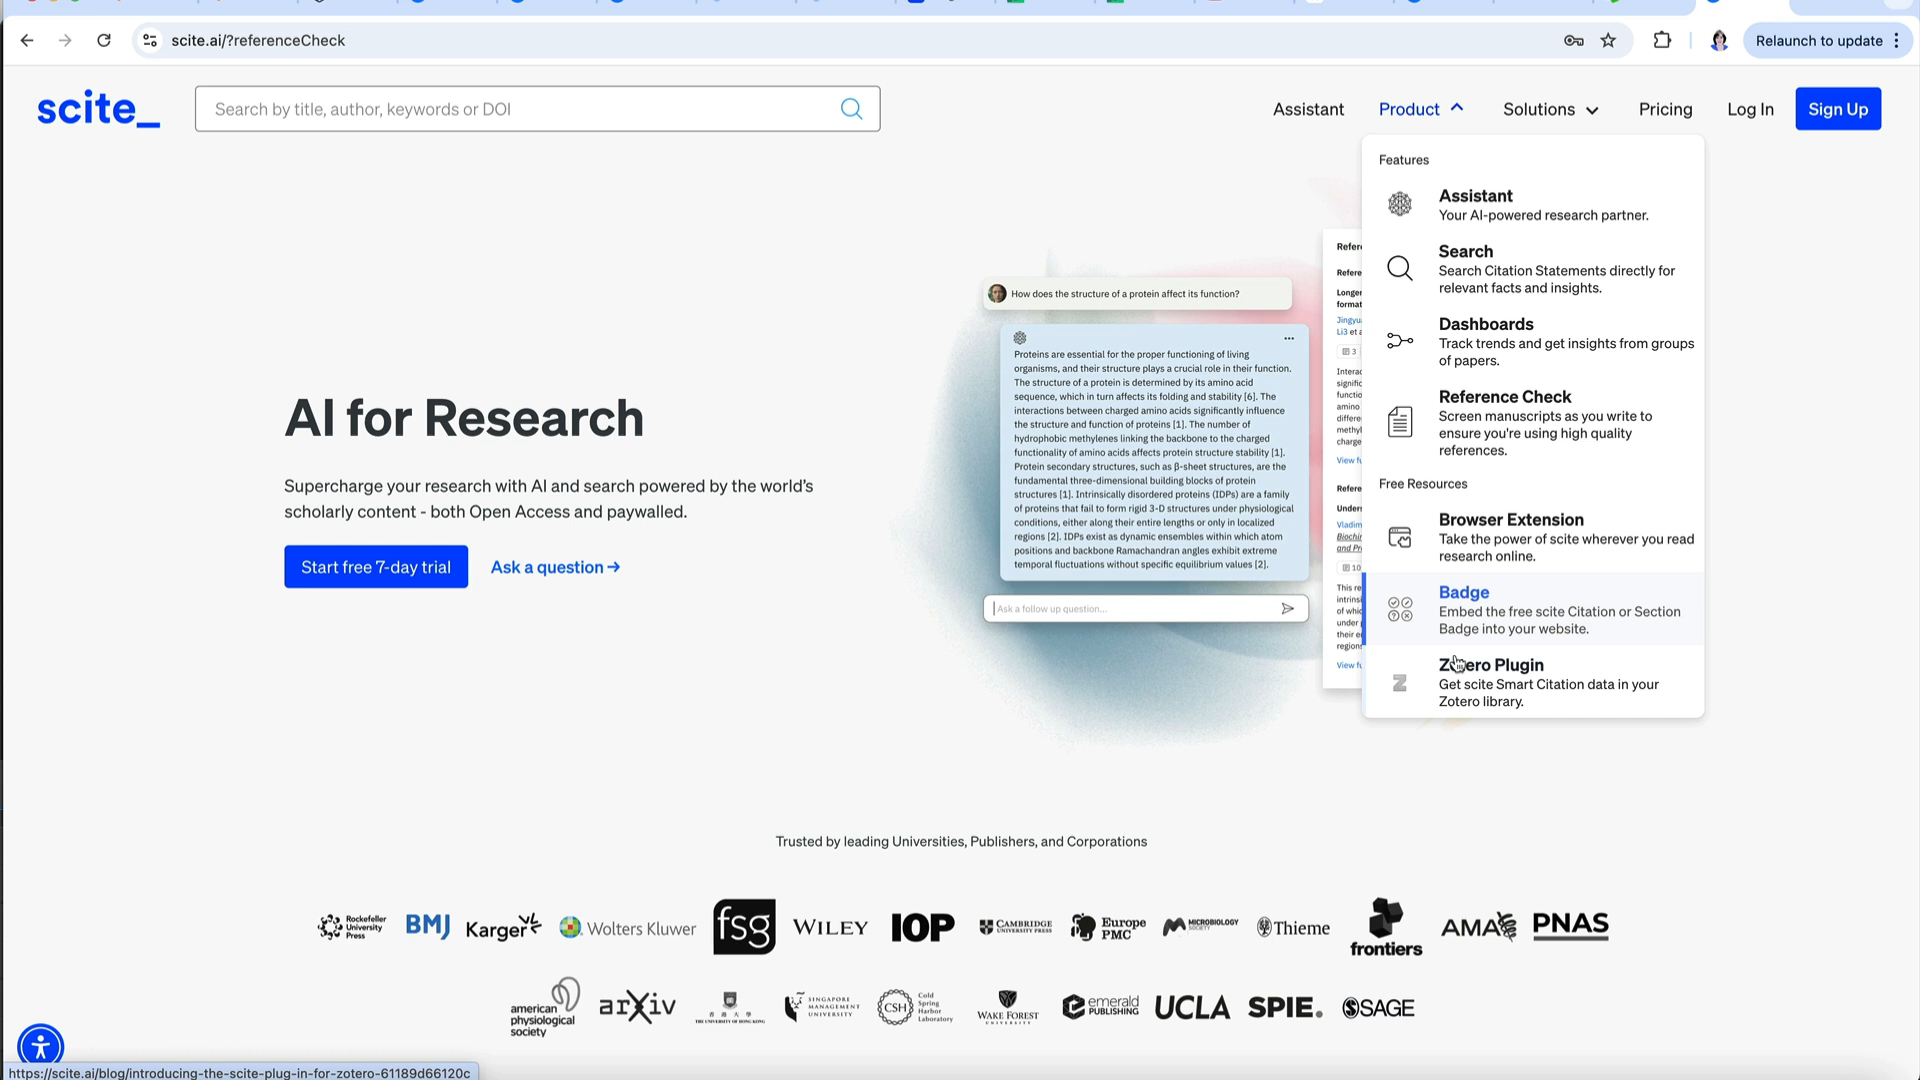 scite.ai/?referenceCheck
Relaunch to update
scite_
Search by title, author, keywords or DOI
Assistant
Product
Solutions
Pricing
Log In
Sign Up
Features
Assistant
Your AI-powered research partner.
Search
Search Citation Statements directly for
relevant facts and insights.
Dashboards
Track trends and get insights from groups
of papers.
Reference Check
Screen manuscripts as you write to
ensure you're using high quality
references.
Free Resources
Browser Extension
Take the power of scite wherever you read
research online.
Badge
Embed the free scite Citation or Section
Badge into your website.
Zotero Plugin
Get scite Smart Citation data in your
Zotero library.
AI for Research
Supercharge your research with AI and search powered by the world's
scholarly content - both Open Access and paywalled.
Start free 7-day trial
Ask a question →
How does the structure of a protein affect its function?
Proteins are essential for the proper functioning of living
organisms, and their structure plays a crucial role in their function.
The structure of a protein is determined by its amino acid
sequence, which in turn affects its folding and stability [6]. The
interactions between charged amino acids significantly influence
the structure and function of proteins [1]. The number of
hydrophobic methylenes linking the backbone to the charged
functionality of amino acids affects protein structure stability [1].
Protein secondary structures, such as β-sheet structures, are the
fundamental three-dimensional building blocks of protein
structures [1]. Intrinsically disordered proteins (IDPs) are a family
of proteins that fail to form rigid 3-D structures under physiological
conditions, either along their entire lengths or only in localized
regions [2]. IDPs exist as dynamic ensembles within which atom
positions and backbone Ramachandran angles exhibit extreme
temporal fluctuations without specific equilibrium values [2].
Ask a follow up question...
Trusted by leading Universities, Publishers, and Corporations
Rockefeller
University
Press
BMJ
Karger
Wolters Kluwer
fsg
WILEY
IOP
CAMBRIDGE
UNIVERSITY PRESS
Europe
PMC
MICROBIOLOGY
SOCIETY
Thieme
frontiers
AMA
PNAS
american
physiological
society
arXiv
SINGAPORE
MANAGEMENT
UNIVERSITY
CSH
Cold
Spring
Harbor
Laboratory
WAKE FOREST
UNIVERSITY
emerald
PUBLISHING
UCLA
SPIE.
SAGE
https://scite.ai/blog/introducing-the-scite-plug-in-for-zotero-61189d66120c